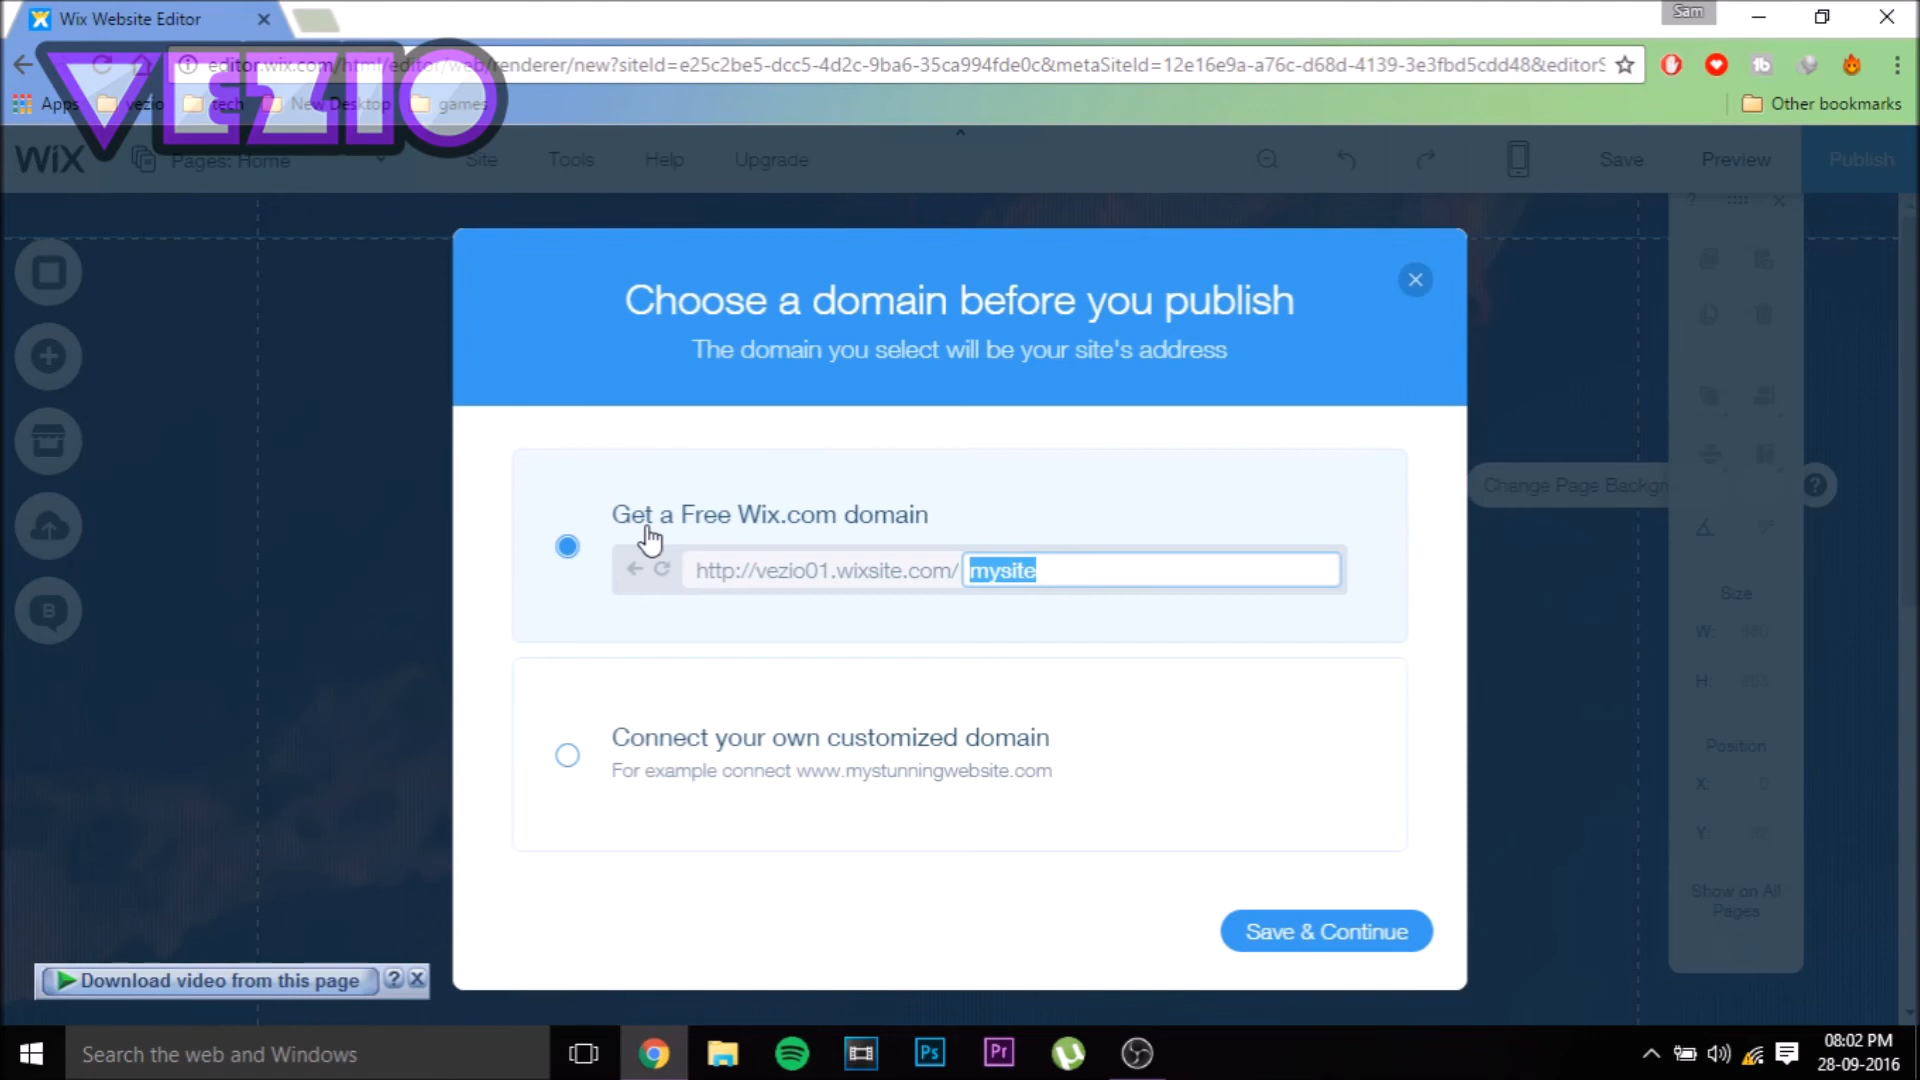 Wix Website Editor
Sam
editor.wix.com/html/editor/web/renderer/new?siteId=e25c2be5-dcc5-4d2c-9ba6-35ca994fde0c&metaSiteId=12e16e9a-a76c-d68d-4139-3e3fbd5cdd48&editorS
VEZIO
Apps vezio tech New Desktop games Other bookmarks
WiX Pages: Home Site Tools Help Upgrade Save Preview Publish
Choose a domain before you publish
The domain you select will be your site's address
Get a Free Wix.com domain
http://vezio01.wixsite.com/ mysite
Change Page Backgr
Size
W:
H:
Connect your own customized domain
For example connect www.mystunningwebsite.com
Position
X: 0
Y:
Show on All
Pages
Save & Continue
Download video from this page ? X
Search the web and Windows
Ps
Pr
08:02 PM
28-09-2016